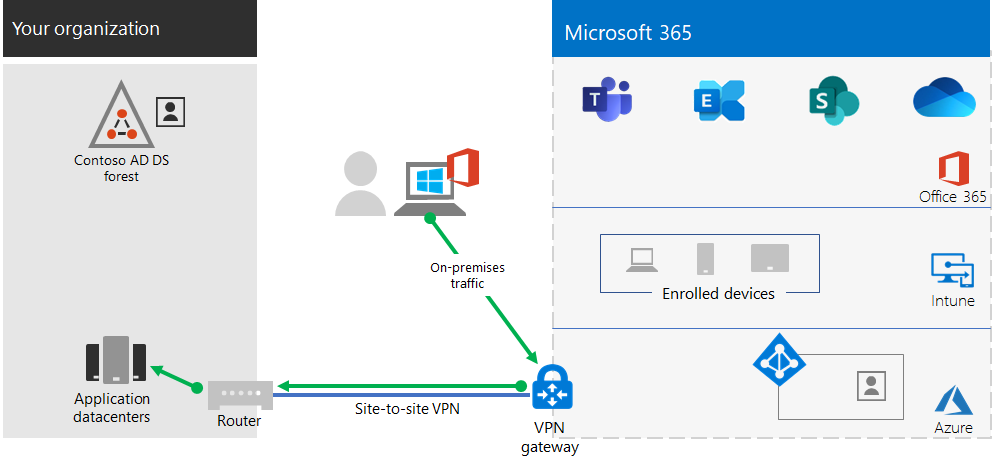 Your organization
Microsoft 365
T
E
S
Contoso AD DS
forest
Office 365
On-premises
traffic
Enrolled devices
Intune
Application
datacenters
Router
Site-to-site VPN
VPN
gateway
Azure